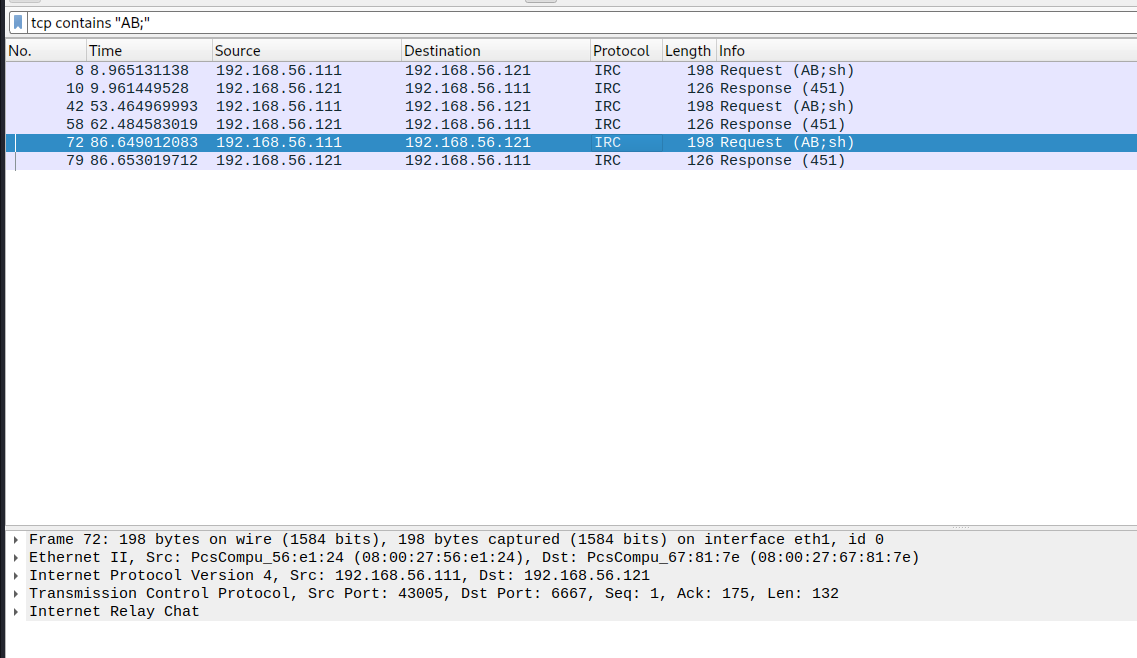 tcp contains "AB;"
No. Time Source Destination Protocol Length Info
8 8.965131138 192.168.56.111 192.168.56.121 IRC 198 Request (AB;sh)
10 9.961449528 192.168.56.121 192.168.56.111 IRC 126 Response (451)
42 53.464969993 192.168.56.111 192.168.56.121 IRC 198 Request (AB;sh)
58 62.484583019 192.168.56.121 192.168.56.111 IRC 126 Response (451)
72 86.649012083 192.168.56.111 192.168.56.121 IRC 198 Request (AB;sh)
79 86.653019712 192.168.56.121 192.168.56.111 IRC 126 Response (451)
Frame 72: 198 bytes on wire (1584 bits), 198 bytes captured (1584 bits) on interface eth1, id 0
Ethernet II, Src: PcsCompu_56:e1:24 (08:00:27:56:e1:24), Dst: PcsCompu_67:81:7e (08:00:27:67:81:7e)
Internet Protocol Version 4, Src: 192.168.56.111, Dst: 192.168.56.121
Transmission Control Protocol, Src Port: 43005, Dst Port: 6667, Seq: 1, Ack: 175, Len: 132
Internet Relay Chat